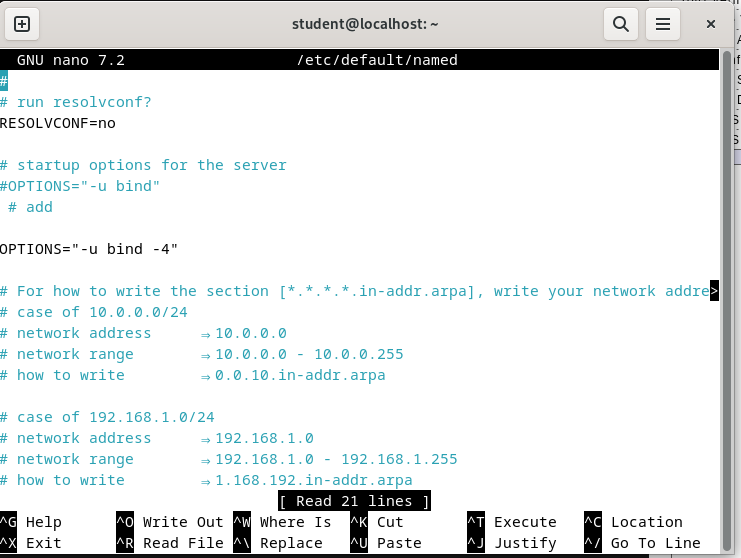 student@localhost: ~
GNU nano 7.2 /etc/default/named
#
# run resolvconf?
RESOLVCONF=no
# startup options for the server
#OPTIONS="-u bind"
# add
OPTIONS="-u bind -4"
# For how to write the section [*.*.*.*.in-addr.arpa], write your network addre>
# case of 10.0.0.0/24
# network address ⇒ 10.0.0.0
# network range ⇒ 10.0.0.0 - 10.0.0.255
# how to write ⇒ 0.0.10.in-addr.arpa
# case of 192.168.1.0/24
# network address ⇒ 192.168.1.0
# network range ⇒ 192.168.1.0 - 192.168.1.255
# how to write ⇒ 1.168.192.in-addr.arpa
[ Read 21 lines ]
^G Help ^O Write Out ^W Where Is ^K Cut ^T Execute ^C Location
^X Exit ^R Read File ^\ Replace ^U Paste ^J Justify ^/ Go To Line